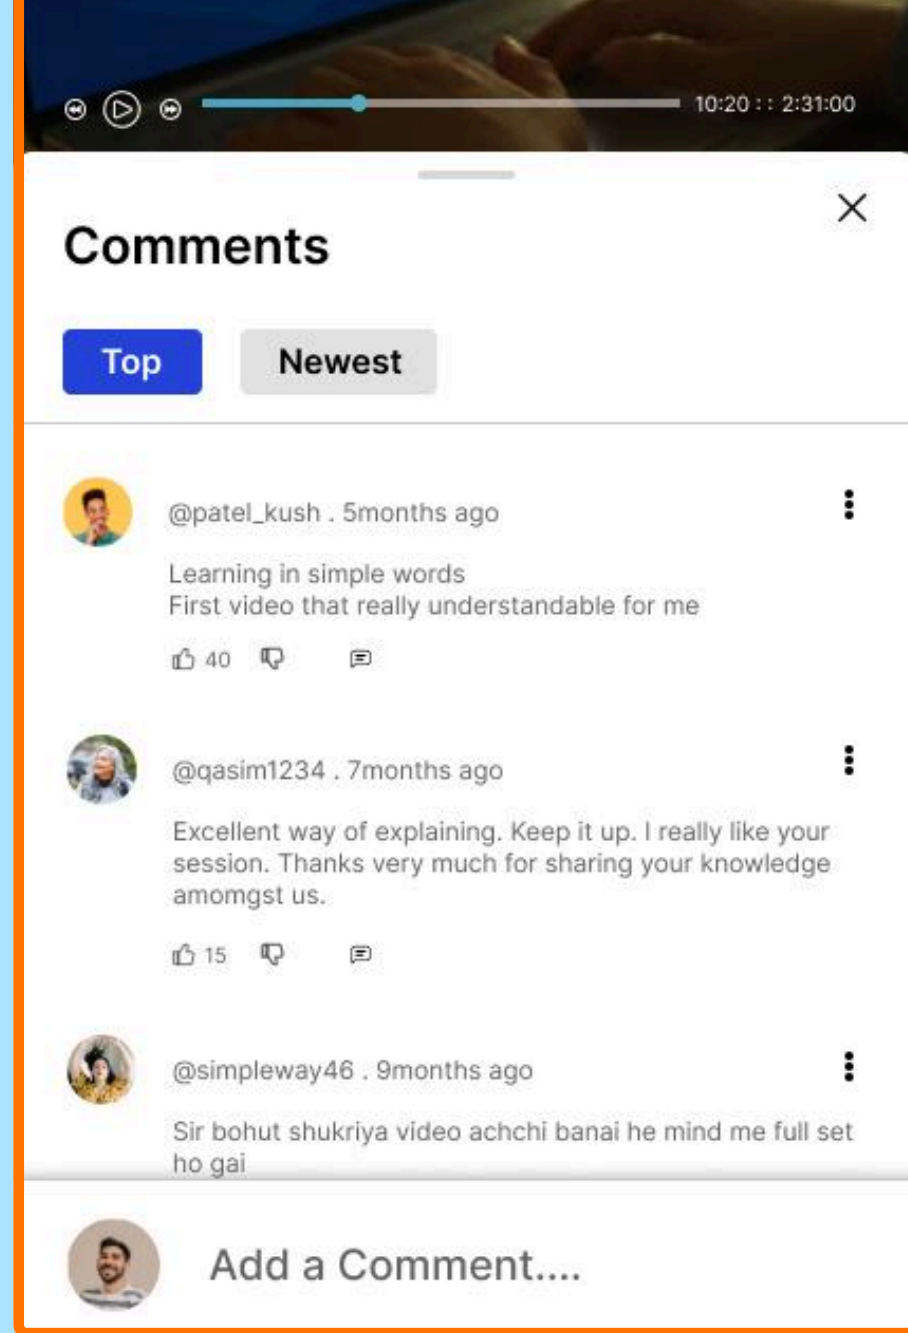 10:20 : : 2:31:00
Comments
Top
Newest
@patel_kush . 5months ago
Learning in simple words
First video that really understandable for me
40
@qasim1234 . 7months ago
Excellent way of explaining. Keep it up. I really like your
session. Thanks very much for sharing your knowledge
amomgst us.
15
@simpleway46 . 9months ago
Sir bohut shukriya video achchi banai he mind me full set
ho gai
Add a Comment....